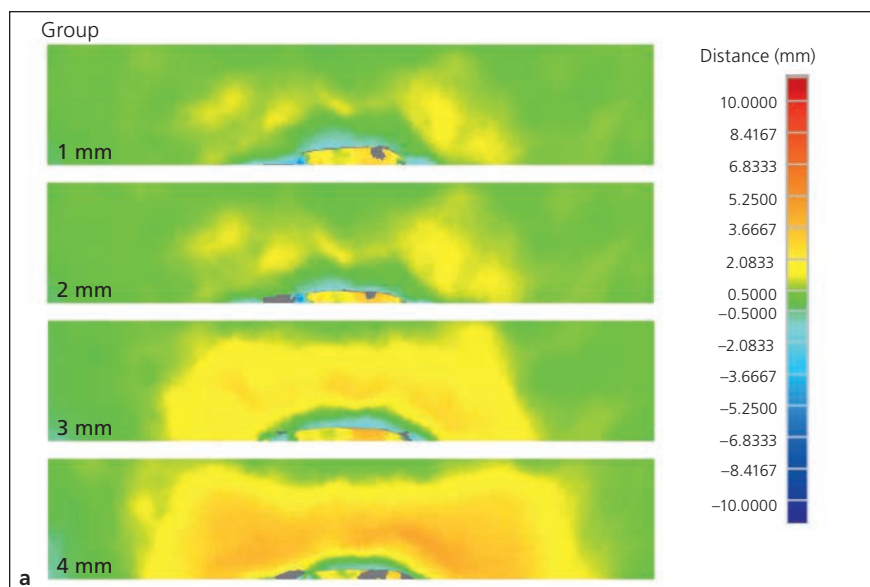 Group
1 mm
2 mm
3 mm
4 mm
a
Distance (mm)
10.0000
8.4167
6.8333
5.2500
3.6667
2.0833
0.5000
−0.5000
−2.0833
−3.6667
−5.2500
−6.8333
−8.4167
−10.0000